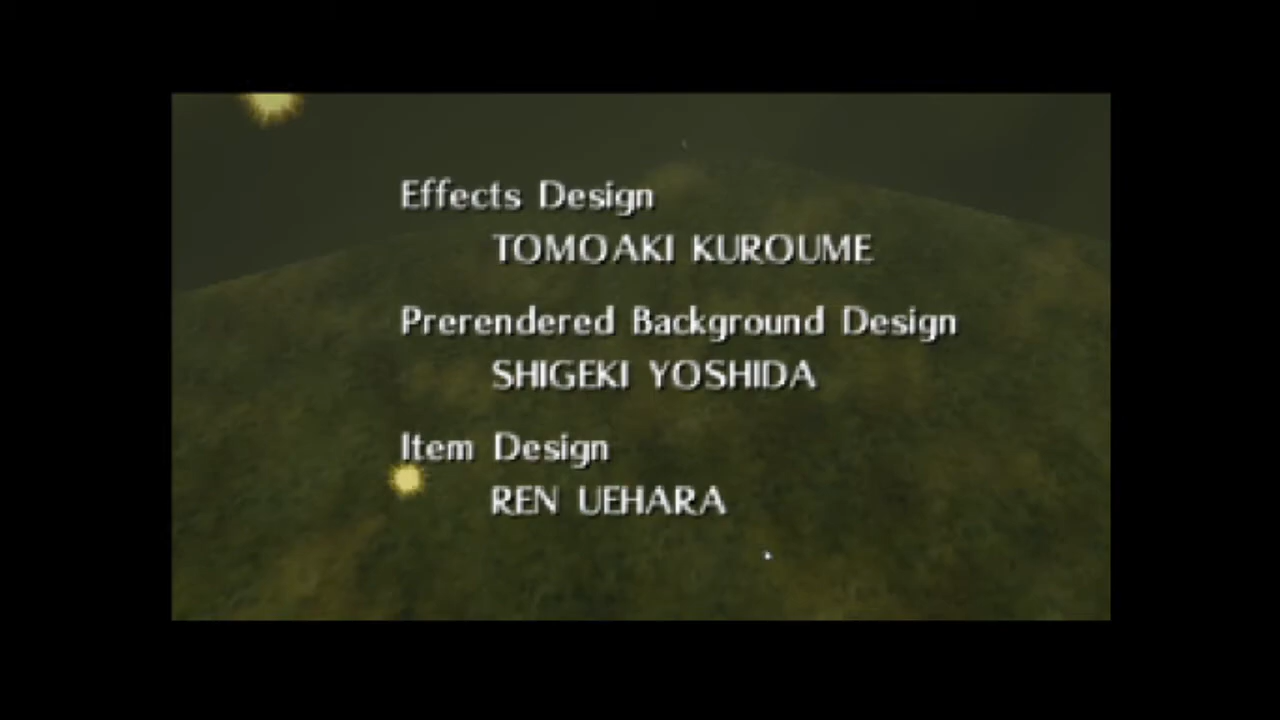 Effects Design
TOMOAKI KUROUME
Prerendered Background Design
SHIGEKI YOSHIDA
Item Design
REN UEHARA